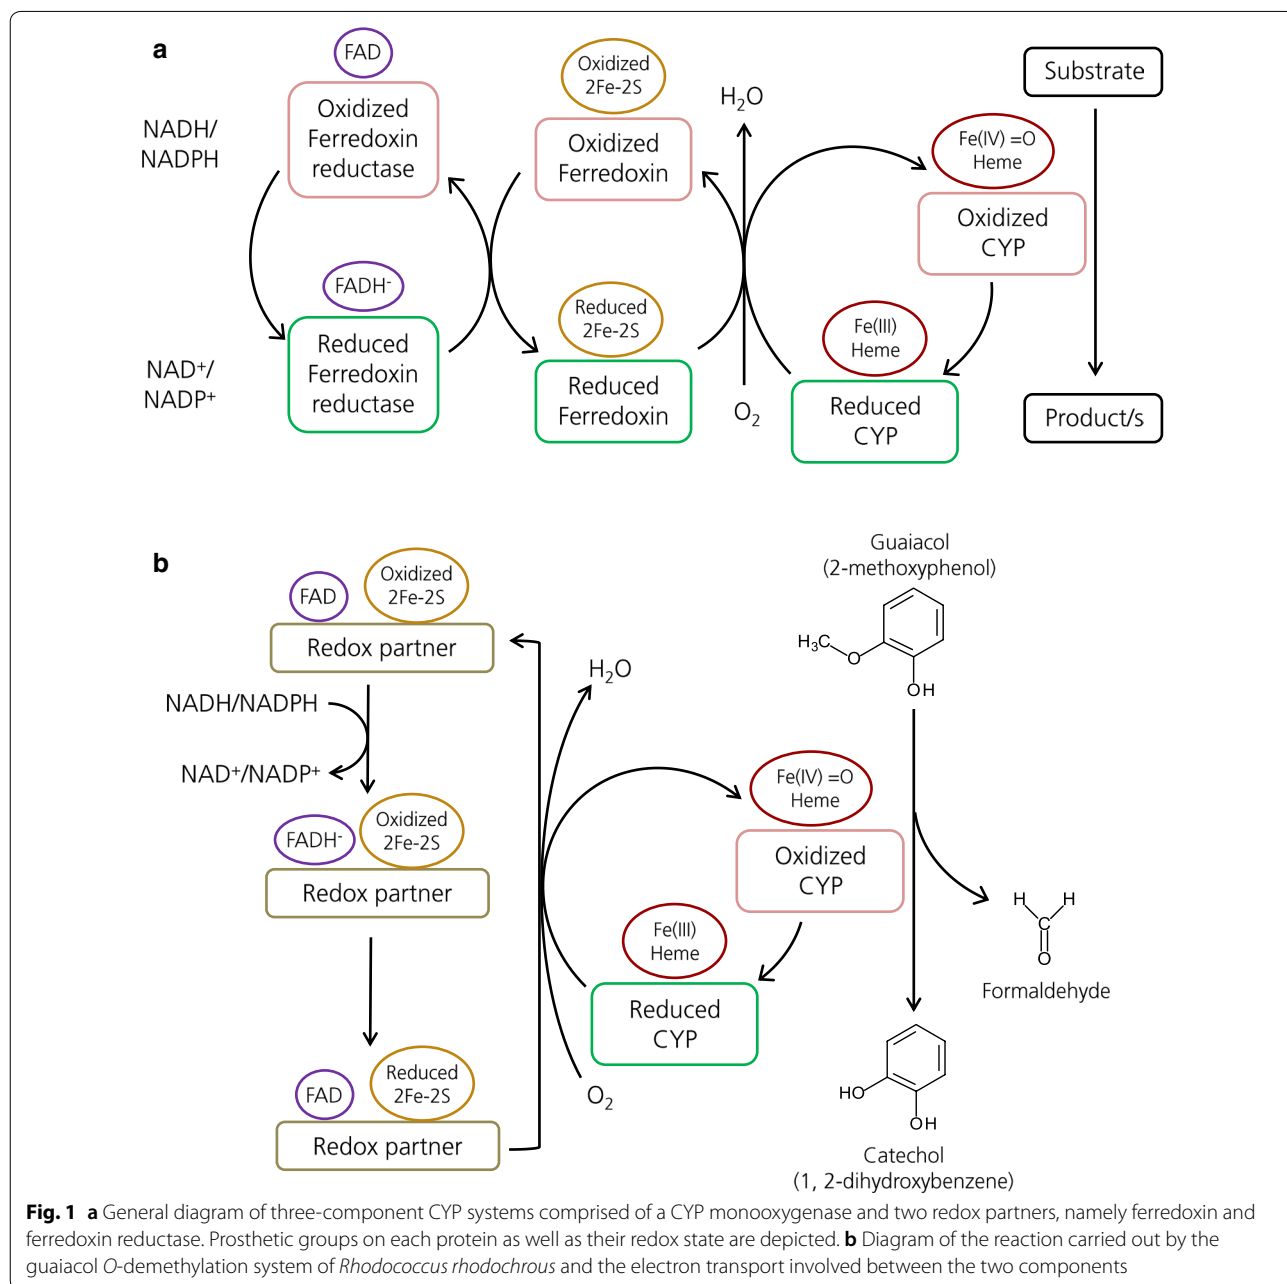 a
FAD
Oxidized
Ferredoxin
reductase
NADH/
NADPH
FADH-
Reduced
Ferredoxin
reductase
NAD+/
NADP+
Oxidized
2Fe-2S
Oxidized
Ferredoxin
Reduced
2Fe-2S
Reduced
Ferredoxin
H2O
O2
Fe(IV) =O
Heme
Oxidized
CYP
Fe(III)
Heme
Reduced
CYP
Substrate
Product/s
b
FAD
Oxidized
2Fe-2S
Redox partner
NADH/NADPH
NAD+/NADP+
FADH-
Oxidized
2Fe-2S
Redox partner
FAD
Reduced
2Fe-2S
Redox partner
H2O
O2
Fe(IV) =O
Heme
Oxidized
CYP
Fe(III)
Heme
Reduced
CYP
Guaiacol
(2-methoxyphenol)
H3C
O
OH
H H
C
O
Formaldehyde
HO
OH
Catechol
(1, 2-dihydroxybenzene)
Fig. 1 a General diagram of three-component CYP systems comprised of a CYP monooxygenase and two redox partners, namely ferredoxin and
ferredoxin reductase. Prosthetic groups on each protein as well as their redox state are depicted. b Diagram of the reaction carried out by the
guaiacol O-demethylation system of Rhodococcus rhodochrous and the electron transport involved between the two components